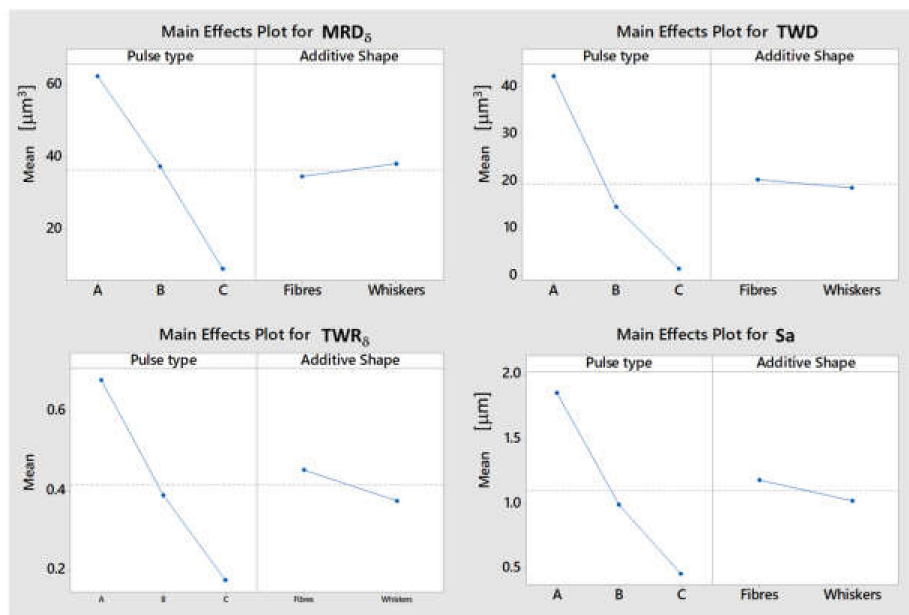 Main Effects Plot for MRDδ
Pulse type Additive Shape
Mean [μm³]
60
40
20
A B C Fibres Whiskers
Main Effects Plot for TWD
Pulse type Additive Shape
Mean [μm³]
40
30
20
10
0
A B C Fibres Whiskers
Main Effects Plot for TWRδ
Pulse type Additive Shape
Mean
0.6
0.4
0.2
A B C Fibres Whiskers
Main Effects Plot for Sa
Pulse type Additive Shape
Mean [μm]
2.0
1.5
1.0
0.5
A B C Fibres Whiskers